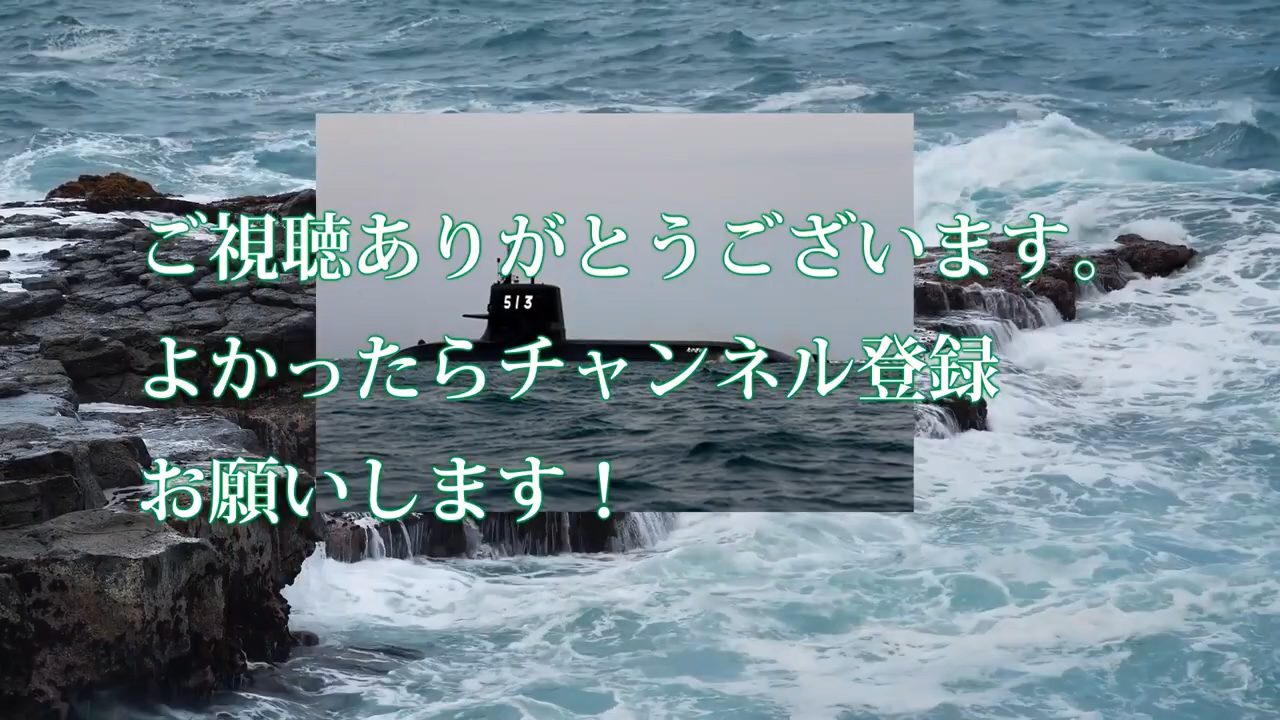 ご視聴ありがとうございます。
513
よかったらチャンネル登録
お願いします！